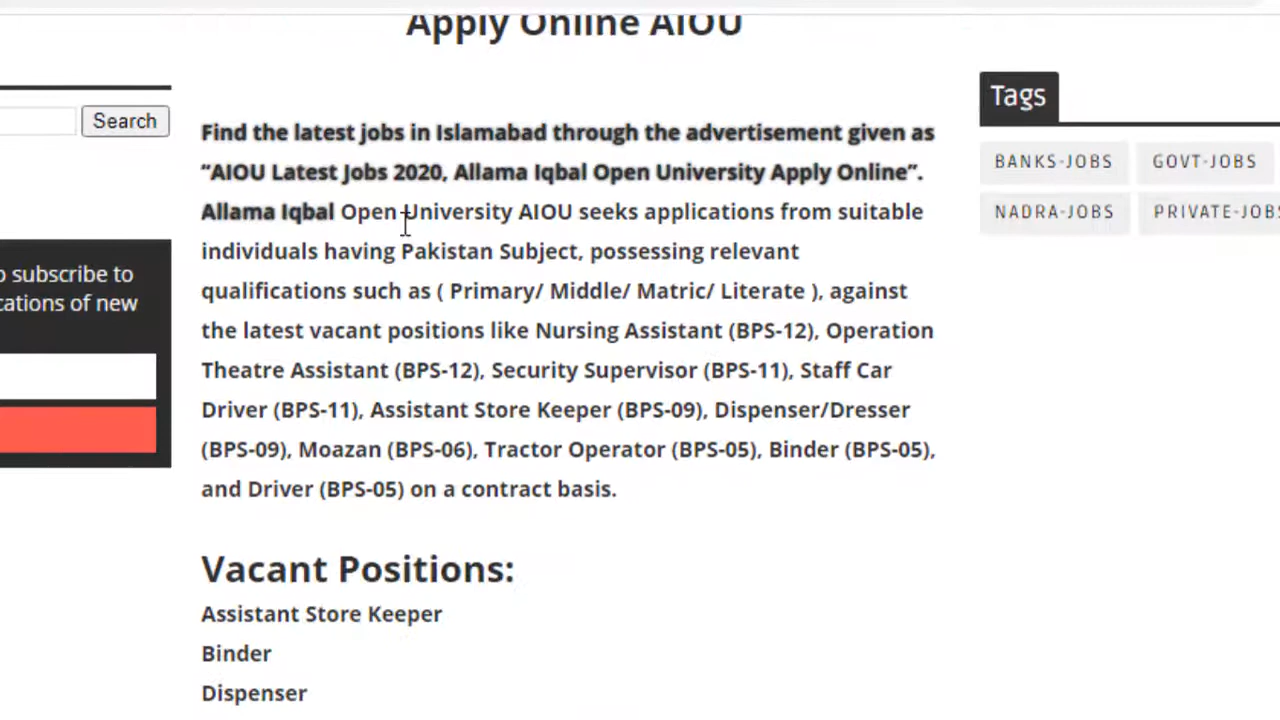 Apply Online AIOU
Search
Find the latest jobs in Islamabad through the advertisement given as
“AIOU Latest Jobs 2020, Allama Iqbal Open University Apply Online”.
Allama Iqbal Open University AIOU seeks applications from suitable
individuals having Pakistan Subject, possessing relevant
qualifications such as ( Primary/ Middle/ Matric/ Literate ), against
the latest vacant positions like Nursing Assistant (BPS-12), Operation
Theatre Assistant (BPS-12), Security Supervisor (BPS-11), Staff Car
Driver (BPS-11), Assistant Store Keeper (BPS-09), Dispenser/Dresser
(BPS-09), Moazan (BPS-06), Tractor Operator (BPS-05), Binder (BPS-05),
and Driver (BPS-05) on a contract basis.
Vacant Positions:
Assistant Store Keeper
Binder
Dispenser
subscribe to
cations of new
Tags
BANKS-JOBS GOVT-JOBS
NADRA-JOBS PRIVATE-JOBS